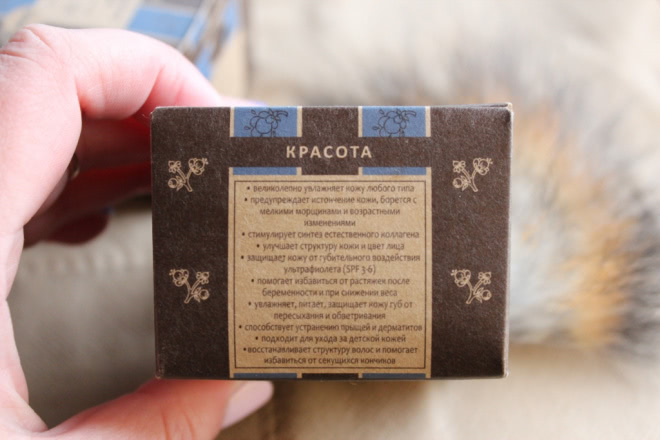 КРАСОТА
• великолепно увлажняет кожу любого типа
• предупреждает истончение кожи, борется с
мелкими морщинами и возрастными
изменениями
• стимулирует синтез естественного коллагена
• улучшает структуру кожи и цвет лица
• защищает кожу от губительного воздействия
ультрафиолета (SPF 3-6)
• помогает избавиться от растяжек после
беременности и при снижении веса
• увлажняет, питает, защищает кожу губ от
пересыхания и обветривания
• способствует устранению прыщей и дерматитов
• подходит для ухода за детской кожей
• восстанавливает структуру волос и помогает
избавиться от секущихся кончиков